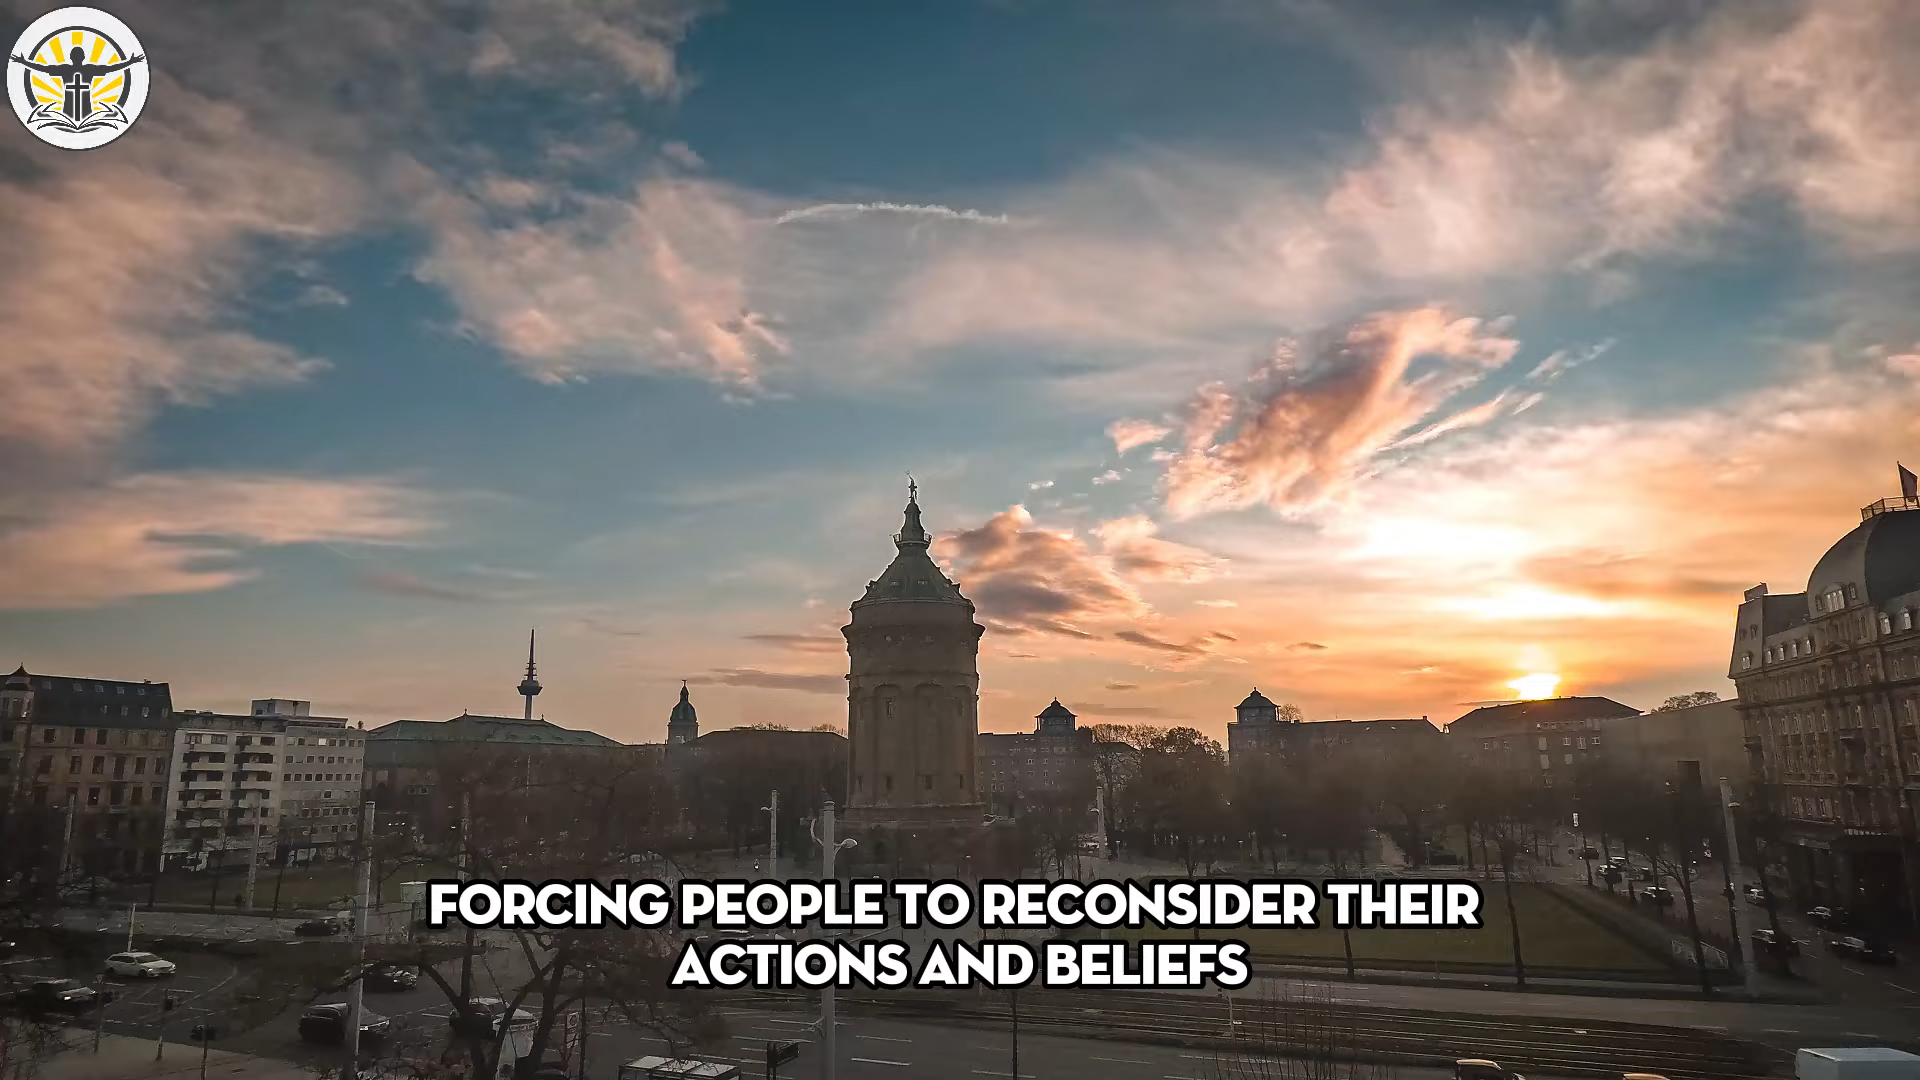 FORCING PEOPLE TO RECONSIDER THEIR
ACTIONS AND BELIEFS